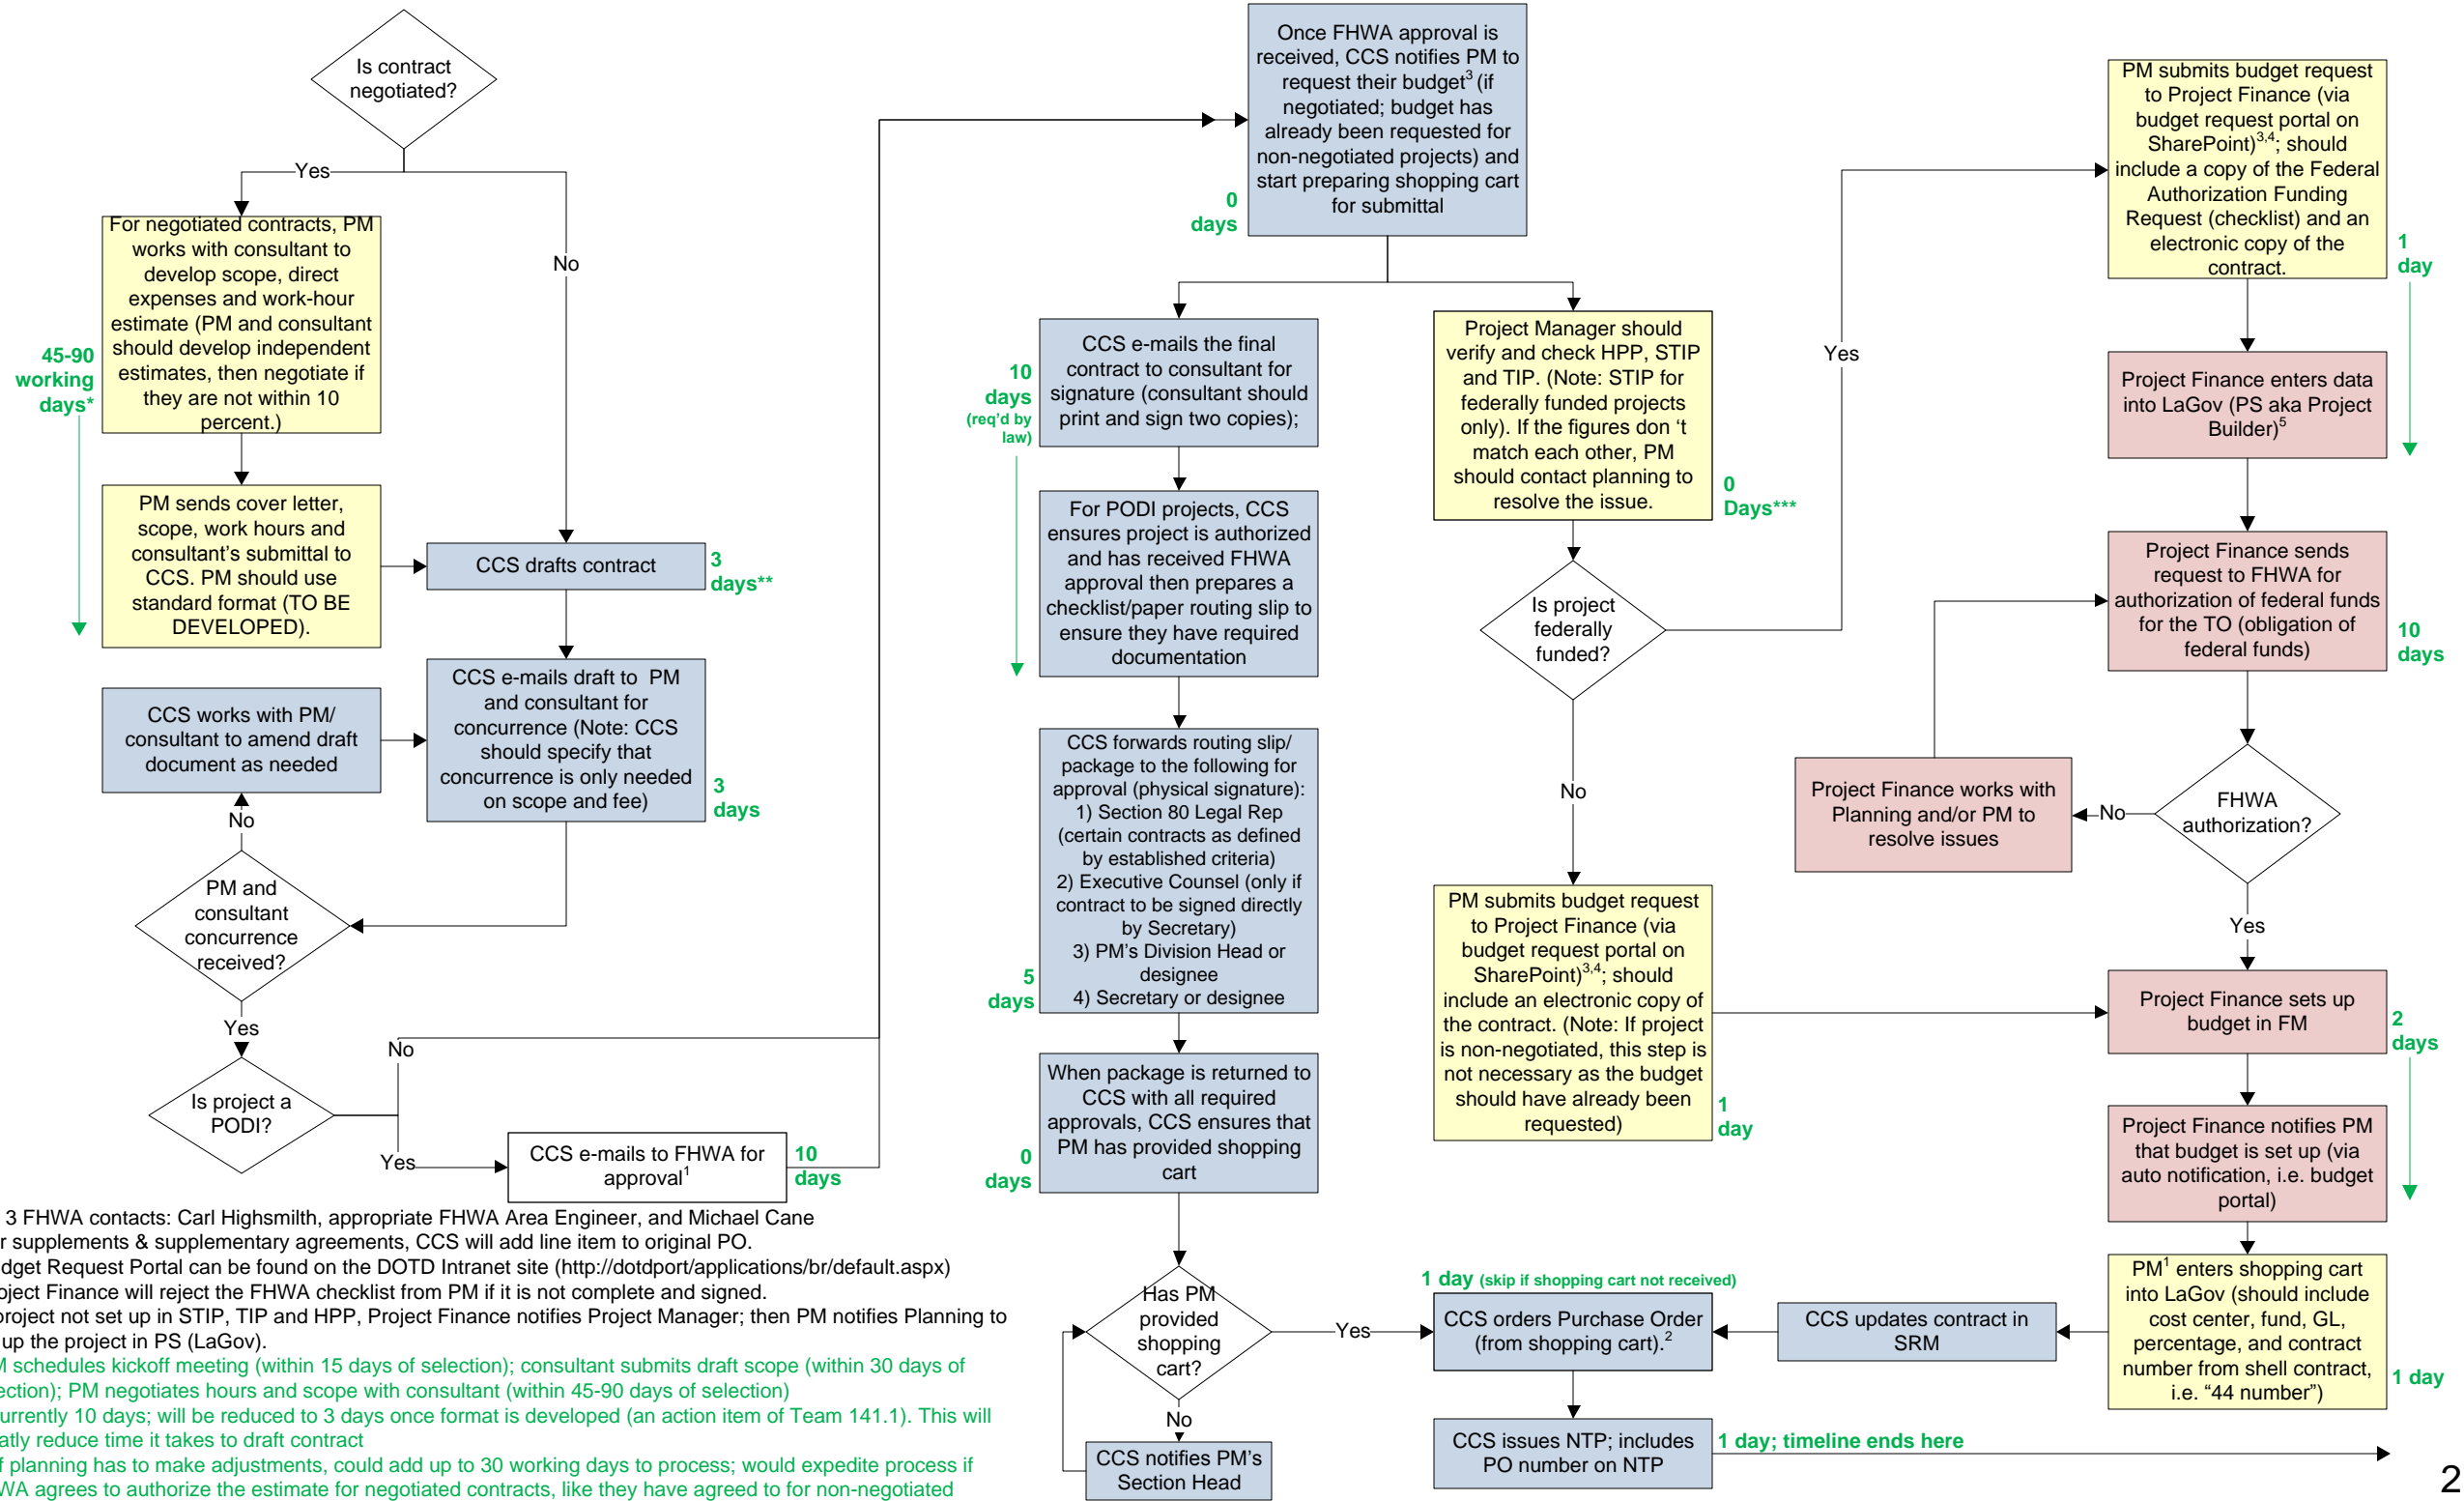 Is contract
negotiated?
Yes
No
For negotiated contracts, PM
works with consultant to
develop scope, direct
expenses and work-hour
estimate (PM and consultant
should develop independent
estimates, then negotiate if
they are not within 10
percent.)
45-90
working
days*
PM sends cover letter,
scope, work hours and
consultant's submittal to
CCS. PM should use
standard format (TO BE
DEVELOPED).
CCS drafts contract
3
days**
CCS works with PM/
consultant to amend draft
document as needed
CCS e-mails draft to PM
and consultant for
concurrence (Note: CCS
should specify that
concurrence is only needed
on scope and fee)
3
days
No
PM and
consultant
concurrence
received?
Yes
No
Is project a
PODI?
Yes
CCS e-mails to FHWA for
approval1
10
days
Once FHWA approval is
received, CCS notifies PM to
request their budget3 (if
negotiated; budget has
already been requested for
non-negotiated projects) and
start preparing shopping cart
for submittal
0
days
CCS e-mails the final
contract to consultant for
signature (consultant should
print and sign two copies);
10
days
(req'd by
law)
For PODI projects, CCS
ensures project is authorized
and has received FHWA
approval then prepares a
checklist/paper routing slip to
ensure they have required
documentation
CCS forwards routing slip/
package to the following for
approval (physical signature):
1) Section 80 Legal Rep
(certain contracts as defined
by established criteria)
2) Executive Counsel (only if
contract to be signed directly
by Secretary)
3) PM's Division Head or
designee
4) Secretary or designee
5
days
When package is returned to
CCS with all required
approvals, CCS ensures that
PM has provided shopping
cart
0
days
Has PM
provided
shopping
cart?
Yes
No
CCS notifies PM's
Section Head
Project Manager should
verify and check HPP, STIP
and TIP. (Note: STIP for
federally funded projects
only). If the figures don 't
match each other, PM
should contact planning to
resolve the issue.
0
Days***
Is project
federally
funded?
Yes
No
PM submits budget request
to Project Finance (via
budget request portal on
SharePoint)3,4; should
include an electronic copy of
the contract. (Note: If project
is non-negotiated, this step is
not necessary as the budget
should have already been
requested)
1
day
PM submits budget request
to Project Finance (via
budget request portal on
SharePoint)3,4; should
include a copy of the Federal
Authorization Funding
Request (checklist) and an
electronic copy of the
contract.
1
day
Project Finance enters data
into LaGov (PS aka Project
Builder)5
Project Finance sends
request to FHWA for
authorization of federal funds
for the TO (obligation of
federal funds)
10
days
Project Finance works with
Planning and/or PM to
resolve issues
No
FHWA
authorization?
Yes
Project Finance sets up
budget in FM
2
days
Project Finance notifies PM
that budget is set up (via
auto notification, i.e. budget
portal)
PM1 enters shopping cart
into LaGov (should include
cost center, fund, GL,
percentage, and contract
number from shell contract,
i.e. "44 number")
1 day
CCS updates contract in
SRM
1 day (skip if shopping cart not received)
CCS orders Purchase Order
(from shopping cart).2
CCS issues NTP; includes
PO number on NTP
1 day; timeline ends here
3 FHWA contacts: Carl Highsmilth, appropriate FHWA Area Engineer, and Michael Cane
r supplements & supplementary agreements, CCS will add line item to original PO.
dget Request Portal can be found on the DOTD Intranet site (http://dotdport/applications/br/default.aspx)
oject Finance will reject the FHWA checklist from PM if it is not complete and signed.
project not set up in STIP, TIP and HPP, Project Finance notifies Project Manager; then PM notifies Planning to
up the project in PS (LaGov).
M schedules kickoff meeting (within 15 days of selection); consultant submits draft scope (within 30 days of
ection); PM negotiates hours and scope with consultant (within 45-90 days of selection)
urrently 10 days; will be reduced to 3 days once format is developed (an action item of Team 141.1). This will
atly reduce time it takes to draft contract
f planning has to make adjustments, could add up to 30 working days to process; would expedite process if
WA agrees to authorize the estimate for negotiated contracts, like they have agreed to for non-negotiated
2